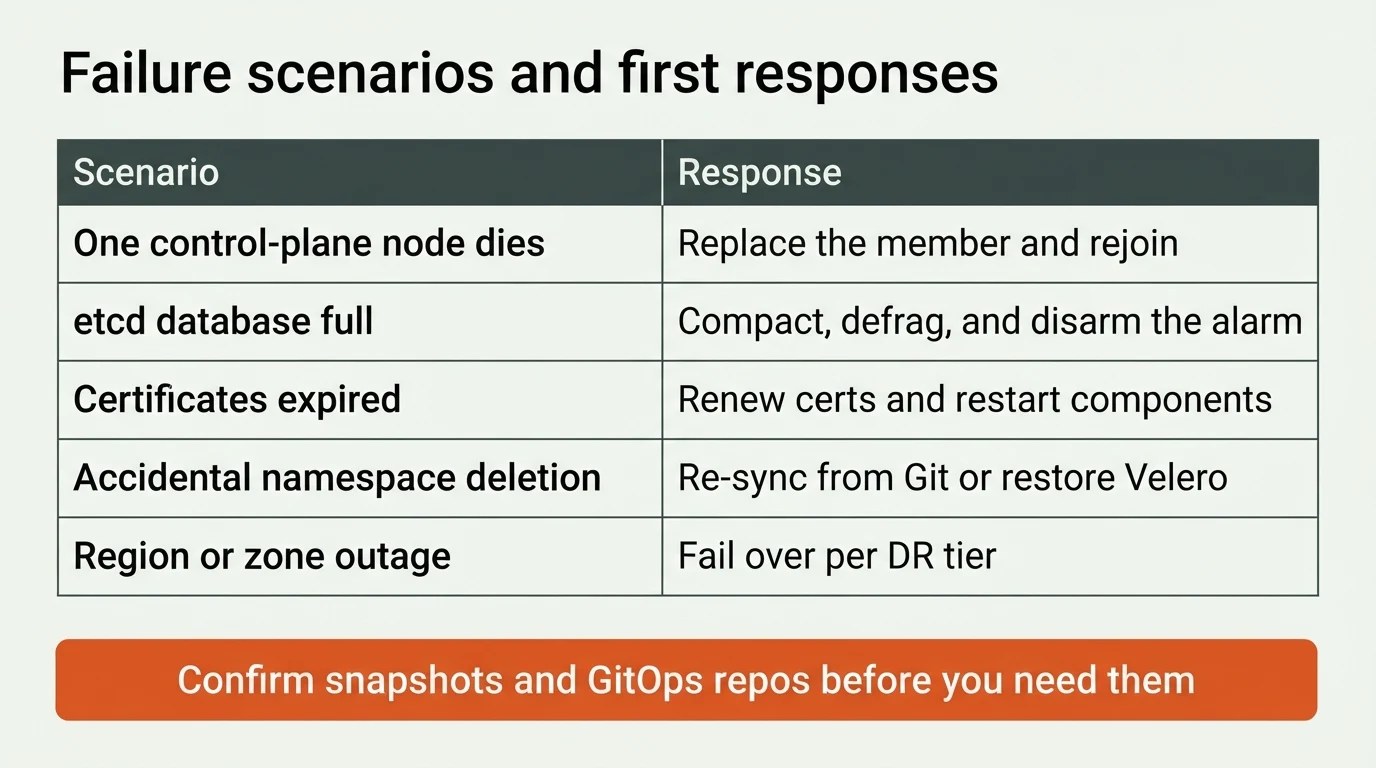 Failure scenarios and first responses
Scenario
Response
One control-plane node dies
Replace the member and rejoin
etcd database full
Compact, defrag, and disarm the alarm
Certificates expired
Renew certs and restart components
Accidental namespace deletion
Re-sync from Git or restore Velero
Region or zone outage
Fail over per DR tier
Confirm snapshots and GitOps repos before you need them